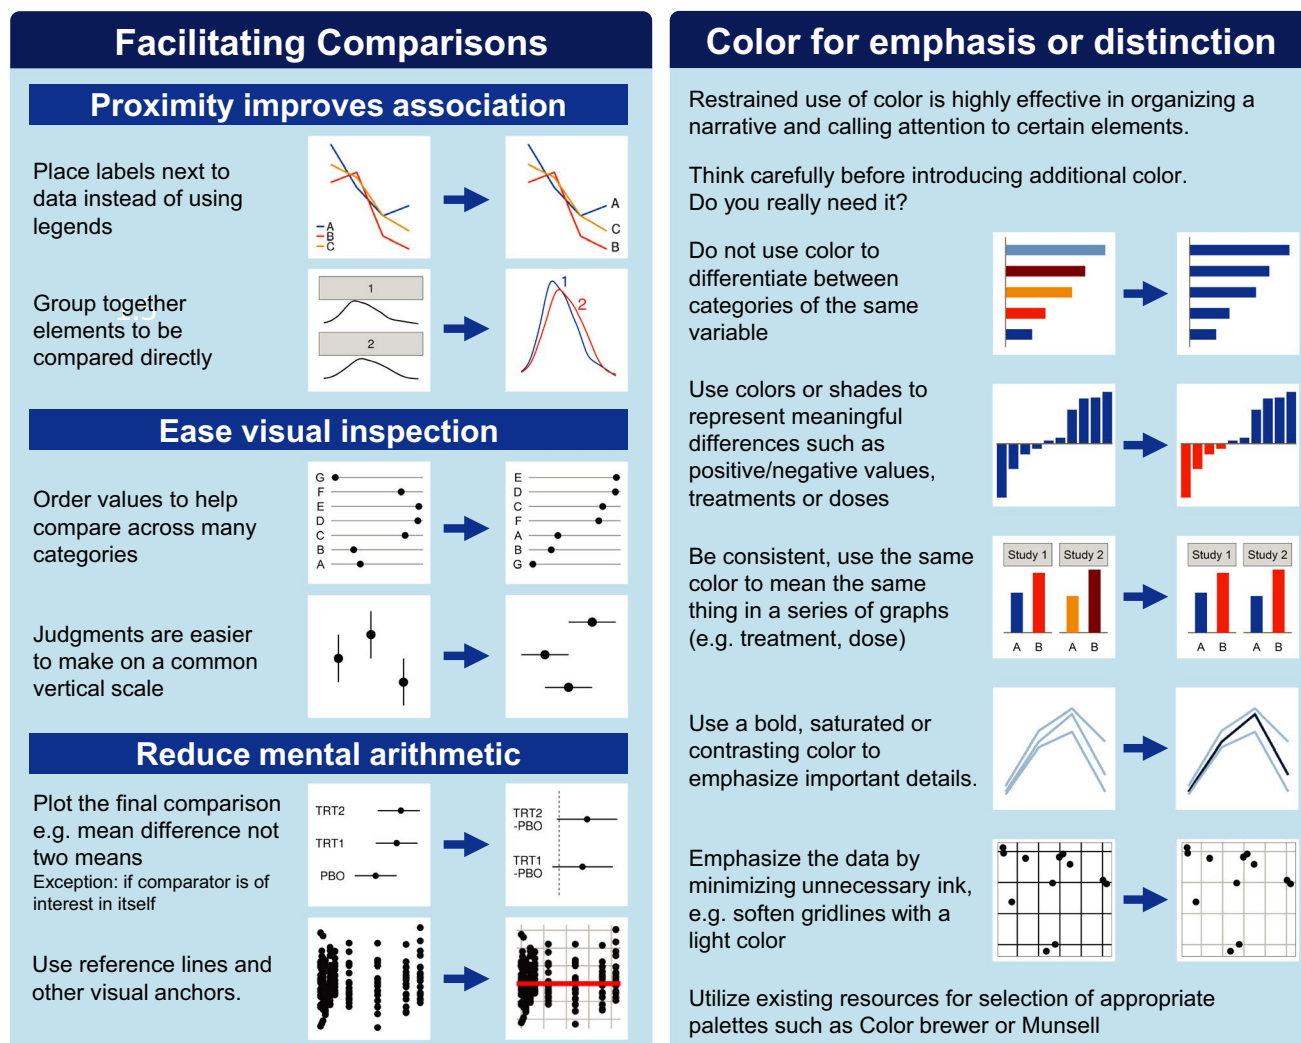 Facilitating Comparisons
Proximity improves association
Place labels next to
data instead of using
legends
A
B
C
A
C
B
Group together
elements to be
compared directly
1
2
1
2
Ease visual inspection
Order values to help
compare across many
categories
G
F
E
D
C
B
A
E
D
C
F
A
B
G
Judgments are easier
to make on a common
vertical scale
Reduce mental arithmetic
Plot the final comparison
e.g. mean difference not
two means
Exception: if comparator is of
interest in itself
TRT2
TRT1
PBO
TRT2
-PBO
TRT1
-PBO
Use reference lines and
other visual anchors.
Color for emphasis or distinction
Restrained use of color is highly effective in organizing a
narrative and calling attention to certain elements.
Think carefully before introducing additional color.
Do you really need it?
Do not use color to
differentiate between
categories of the same
variable
Use colors or shades to
represent meaningful
differences such as
positive/negative values,
treatments or doses
Be consistent, use the same
color to mean the same
thing in a series of graphs
(e.g. treatment, dose)
Study 1 Study 2
A B A B
Study 1 Study 2
A B A B
Use a bold, saturated or
contrasting color to
emphasize important details.
Emphasize the data by
minimizing unnecessary ink,
e.g. soften gridlines with a
light color
Utilize existing resources for selection of appropriate
palettes such as Color brewer or Munsell